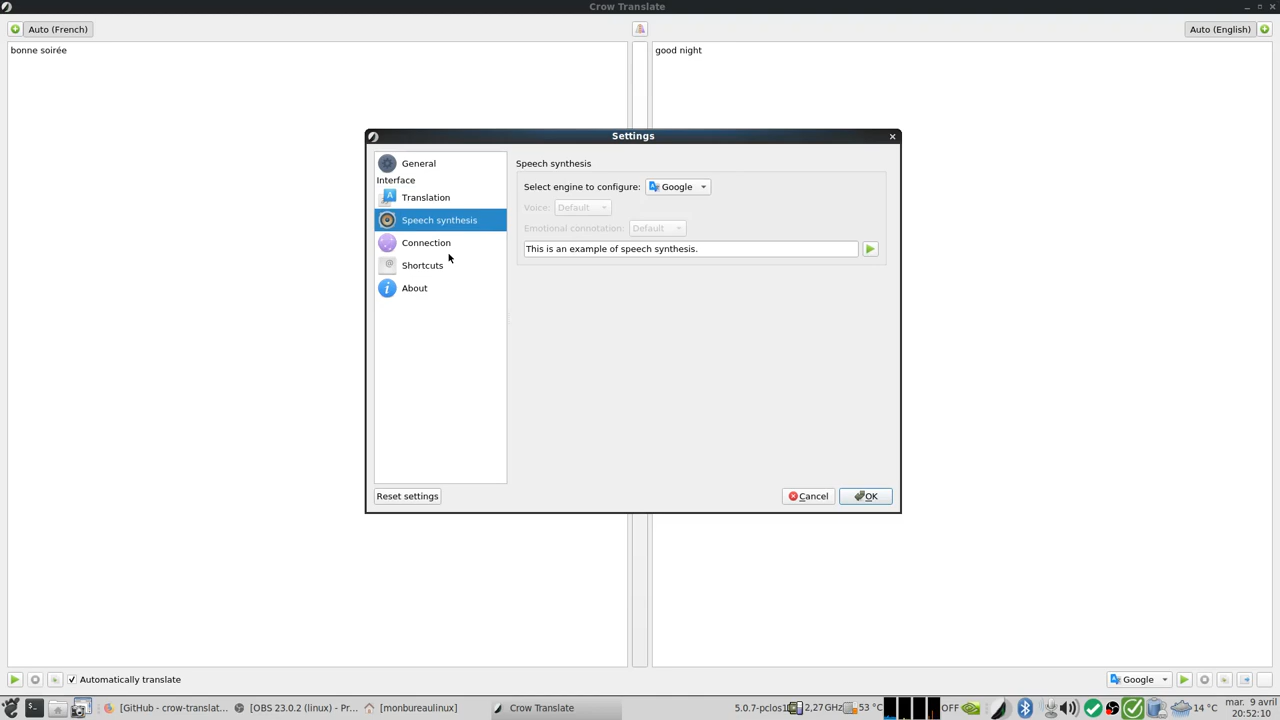 Crow Translate
Auto (French)
Auto (English)
bonne soirée
good night
Settings
General
Interface
Translation
Speech synthesis
Connection
Shortcuts
About
Speech synthesis
Select engine to configure: Google
Voice: Default
Emotional connotation: Default
This is an example of speech synthesis.
Reset settings
Cancel
OK
Automatically translate
Google
[GitHub - crow-translat...
[OBS 23.0.2 (linux) - Pr...
[monbureaulinux]
Crow Translate
5.0.7-pclos1
2,27GHz
53 °C
OFF
14 °C
mar. 9 avril
20:52:10